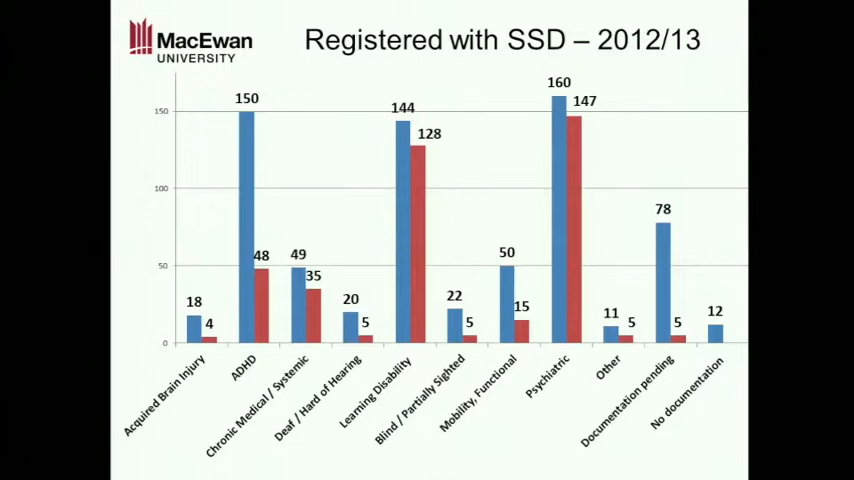 MacEwan
UNIVERSITY
Registered with SSD – 2012/13
150
100
50
0
18
4
150
48
49
35
20
5
144
128
22
5
50
15
160
147
11
5
78
5
12
Acquired Brain Injury
ADHD
Chronic Medical / Systemic
Deaf / Hard of Hearing
Learning Disability
Blind / Partially Sighted
Mobility, Functional
Psychiatric
Other
Documentation pending
No documentation